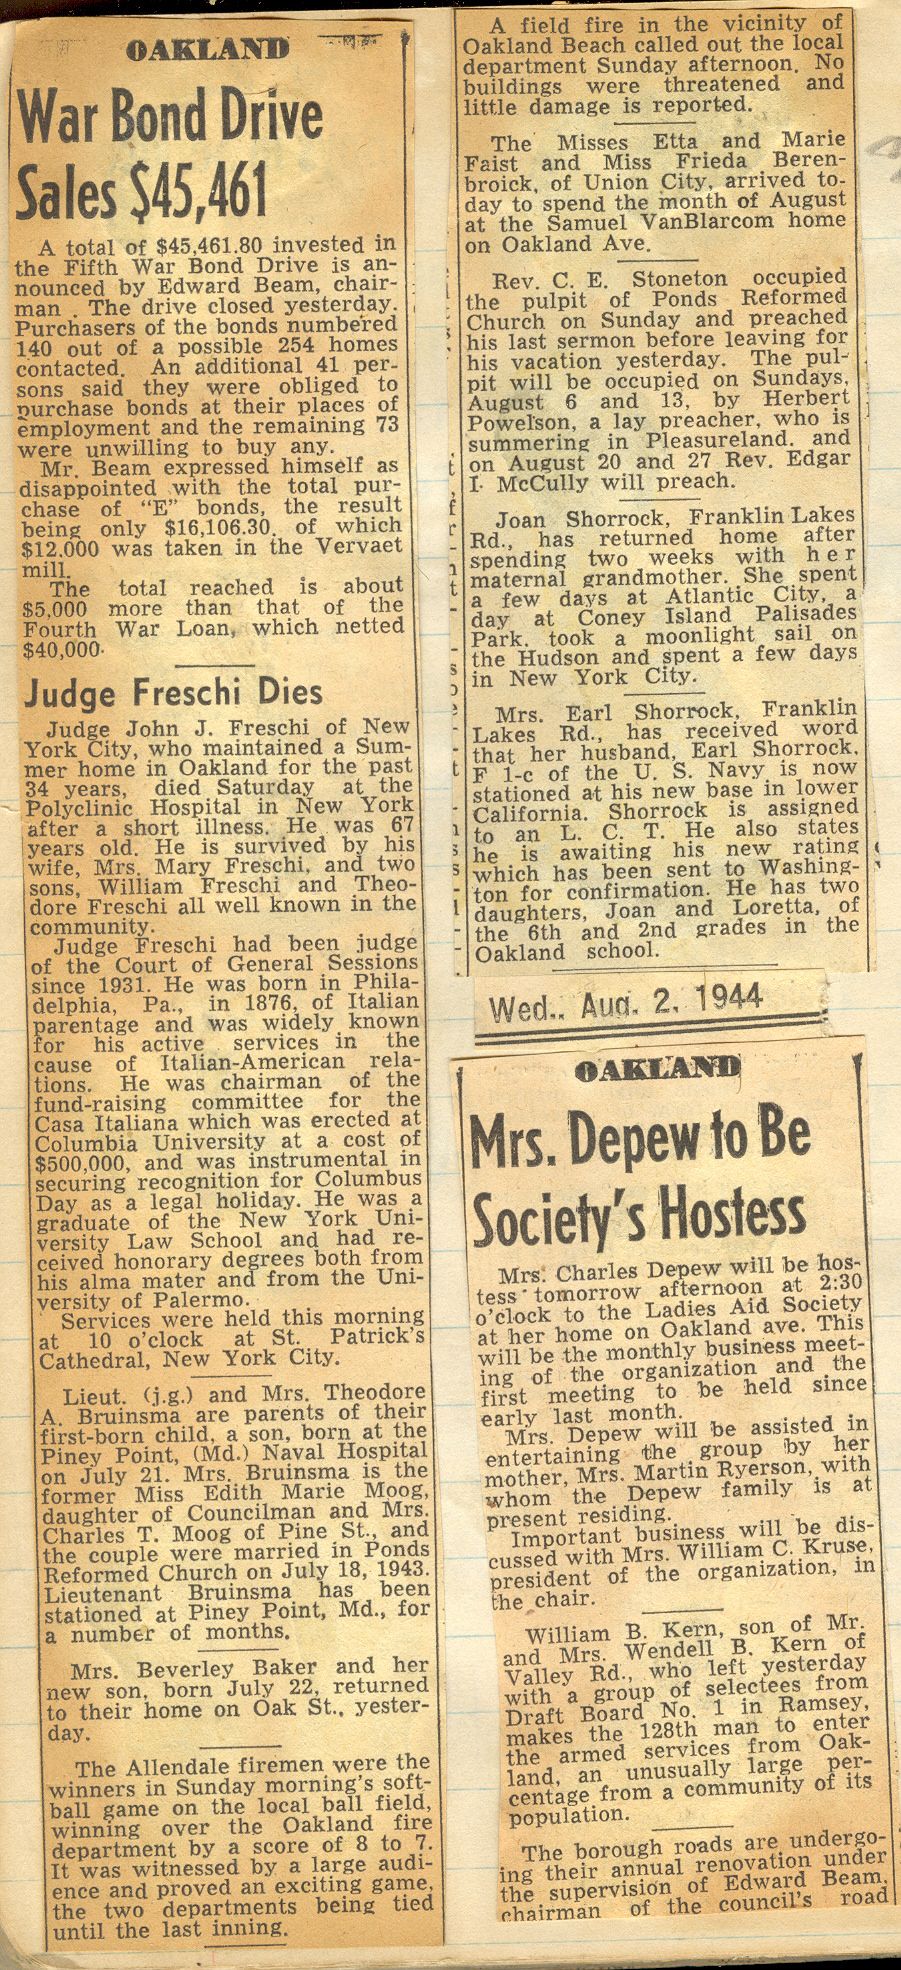 OAKLAND
War Bond Drive
Sales $45,461
A total of $45,461.80 invested in
the Fifth War Bond Drive is an-
nounced by Edward Beam, chair-
man . The drive closed yesterday.
Purchasers of the bonds numbered
140 out of a possible 254 homes
contacted. An additional 41 per-
sons said they were obliged to
purchase bonds at their places of
employment and the remaining 73
were unwilling to buy any.
Mr. Beam expressed himself as
disappointed with the total pur-
chase of "E" bonds, the result
being only $16,106.30. of which
$12.000 was taken in the Vervaet
mill.
The total reached is about
$5,000 more than that of the
Fourth War Loan, which netted
$40,000.
Judge Freschi Dies
Judge John J. Freschi of New
York City, who maintained a Sum-
mer home in Oakland for the past
34 years, died Saturday at the
Polyclinic Hospital in New York
after a short illness. He was 67
years old. He is survived by his
wife, Mrs. Mary Freschi, and two
sons, William Freschi and Theo-
dore Freschi all well known in the
community.
Judge Freschi had been judge
of the Court of General Sessions
since 1931. He was born in Phila-
delphia, Pa., in 1876, of Italian
parentage and was widely known
for his active services in the
cause of Italian-American rela-
tions. He was chairman of the
fund-raising committee for the
Casa Italiana which was erected at
Columbia University at a cost of
$500,000, and was instrumental in
securing recognition for Columbus
Day as a legal holiday. He was a
graduate of the New York Uni-
versity Law School and had re-
ceived honorary degrees both from
his alma mater and from the Uni-
versity of Palermo.
Services were held this morning
at 10 o'clock at St. Patrick's
Cathedral, New York City.
Lieut. (j.g.) and Mrs. Theodore
A. Bruinsma are parents of their
first-born child, a son, born at the
Piney Point, (Md.) Naval Hospital
on July 21. Mrs. Bruinsma is the
former Miss Edith Marie Moog,
daughter of Councilman and Mrs.
Charles T. Moog of Pine St., and
the couple were married in Ponds
Reformed Church on July 18, 1943.
Lieutenant Bruinsma has been
stationed at Piney Point, Md., for
a number of months.
Mrs. Beverley Baker and her
new son, born July 22, returned
to their home on Oak St., yester-
day.
The Allendale firemen were the
winners in Sunday morning's soft-
ball game on the local ball field,
winning over the Oakland fire
department by a score of 8 to 7.
It was witnessed by a large audi-
ence and proved an exciting game,
the two departments being tied
until the last inning.
A field fire in the vicinity of
Oakland Beach called out the local
department Sunday afternoon. No
buildings were threatened and
little damage is reported.
The Misses Etta and Marie
Faist and Miss Frieda Beren-
broick, of Union City, arrived to-
day to spend the month of August
at the Samuel VanBlarcom home
on Oakland Ave.
Rev. C. E. Stoneton occupied
the pulpit of Ponds Reformed
Church on Sunday and preached
his last sermon before leaving for
his vacation yesterday. The pul-
pit will be occupied on Sundays,
August 6 and 13, by Herbert
Powelson, a lay preacher, who is
summering in Pleasureland. and
on August 20 and 27 Rev. Edgar
I. McCully will preach.
Joan Shorrock, Franklin Lakes
Rd., has returned home after
spending two weeks with her
maternal grandmother. She spent
a few days at Atlantic City, a
day at Coney Island Palisades
Park. took a moonlight sail on
the Hudson and spent a few days
in New York City.
Mrs. Earl Shorrock, Franklin
Lakes Rd., has received word
that her husband, Earl Shorrock,
F 1-c of the U. S. Navy is now
stationed at his new base in lower
California. Shorrock is assigned
to an L. C. T. He also states
he is awaiting his new rating
which has been sent to Washing-
ton for confirmation. He has two
daughters, Joan and Loretta, of
the 6th and 2nd grades in the
Oakland school.
Wed., Aug. 2, 1944
OAKLAND
Mrs. Depew to Be
Society's Hostess
Mrs. Charles Depew will be hos-
tess tomorrow afternoon at 2:30
o'clock to the Ladies Aid Society
at her home on Oakland ave. This
will be the monthly business meet-
ing of the organization and the
first meeting to be held since
early last month.
Mrs. Depew will be assisted in
entertaining the group by her
mother, Mrs. Martin Ryerson, with
whom the Depew family is at
present residing.
Important business will be dis-
cussed with Mrs. William C. Kruse,
president of the organization, in
the chair.
William B. Kern, son of Mr.
and Mrs. Wendell B. Kern of
Valley Rd., who left yesterday
with a group of selectees from
Draft Board No. 1 in Ramsey,
makes the 128th man to enter
the armed services from Oak-
land, an unusually large per-
centage from a community of its
population.
The borough roads are undergo-
ing their annual renovation under
the supervision of Edward Beam,
chairman of the council's road